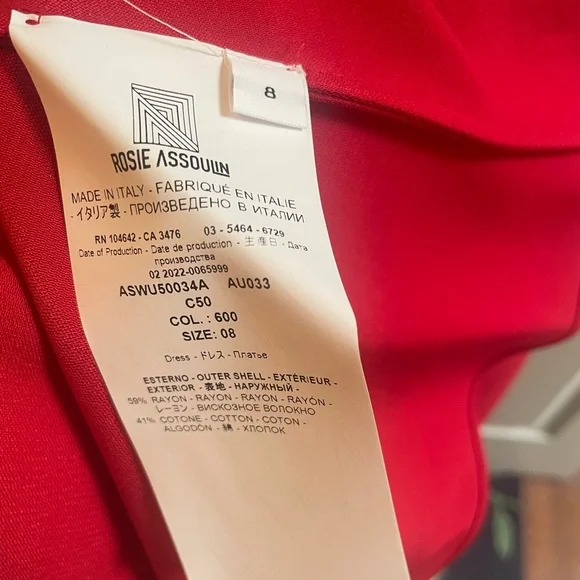 8
ROSIE ASSOULIN
MADE IN ITALY - FABRIQUÉ EN ITALIE
- イタリア製 - ПРОИЗВЕДЕНО В ИТАЛИИ
RN 104642 - CA 3476 03 - 5464 - 6729
Date of Production - Date de production - 生産日 - Дата
производства
02 2022-0065999
ASWU50034A AU033
C50
COL. : 600
SIZE: 08
Dress - ドレス - Платье
ESTERNO - OUTER SHELL - EXTÉRIEUR -
EXTERIOR - 表地 - НАРУЖНЫЙ -
59% RAYON - RAYON - RAYON - RAYÓN -
レーヨン - ВИСКОЗНОЕ ВОЛОКНО
41% COTONE - COTTON - COTON -
ALGODÓN - 綿 - ХЛОПОК